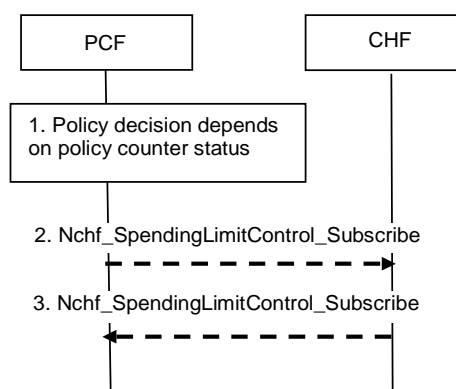 PCF
CHF
1. Policy decision depends
on policy counter status
2. Nchf_SpendingLimitControl_Subscribe
3. Nchf_SpendingLimitControl_Subscribe